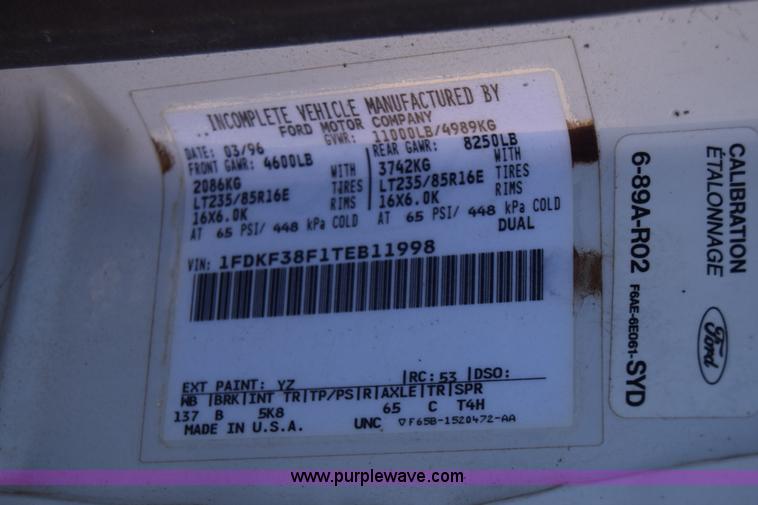 ..INCOMPLETE VEHICLE MANUFACTURED BY
FORD MOTOR COMPANY
DATE: 03/96 GVWR: 11000LB/4989KG
FRONT GAWR: 4600LB REAR GAWR: 8250LB
2086KG WITH 3742KG WITH
LT235/85R16E TIRES LT235/85R16E TIRES
16X6.0K RIMS 16X6.0K RIMS
AT 65 PSI/ 448 kPa COLD AT 65 PSI/ 448 kPa COLD
DUAL
VIN: 1FDKF38F1TEB11998
EXT PAINT: YZ RC: 53 DSO:
WB BRK INT TR TP/PS R AXLE TR SPR
137 B 5K8 65 C T4H
MADE IN U.S.A. UNC ▽F65B-1520472-AA
CALIBRATION
ÉTALONNAGE
6-89A-R02
F6AE-6E061-SYD
Ford
www.purplewave.com